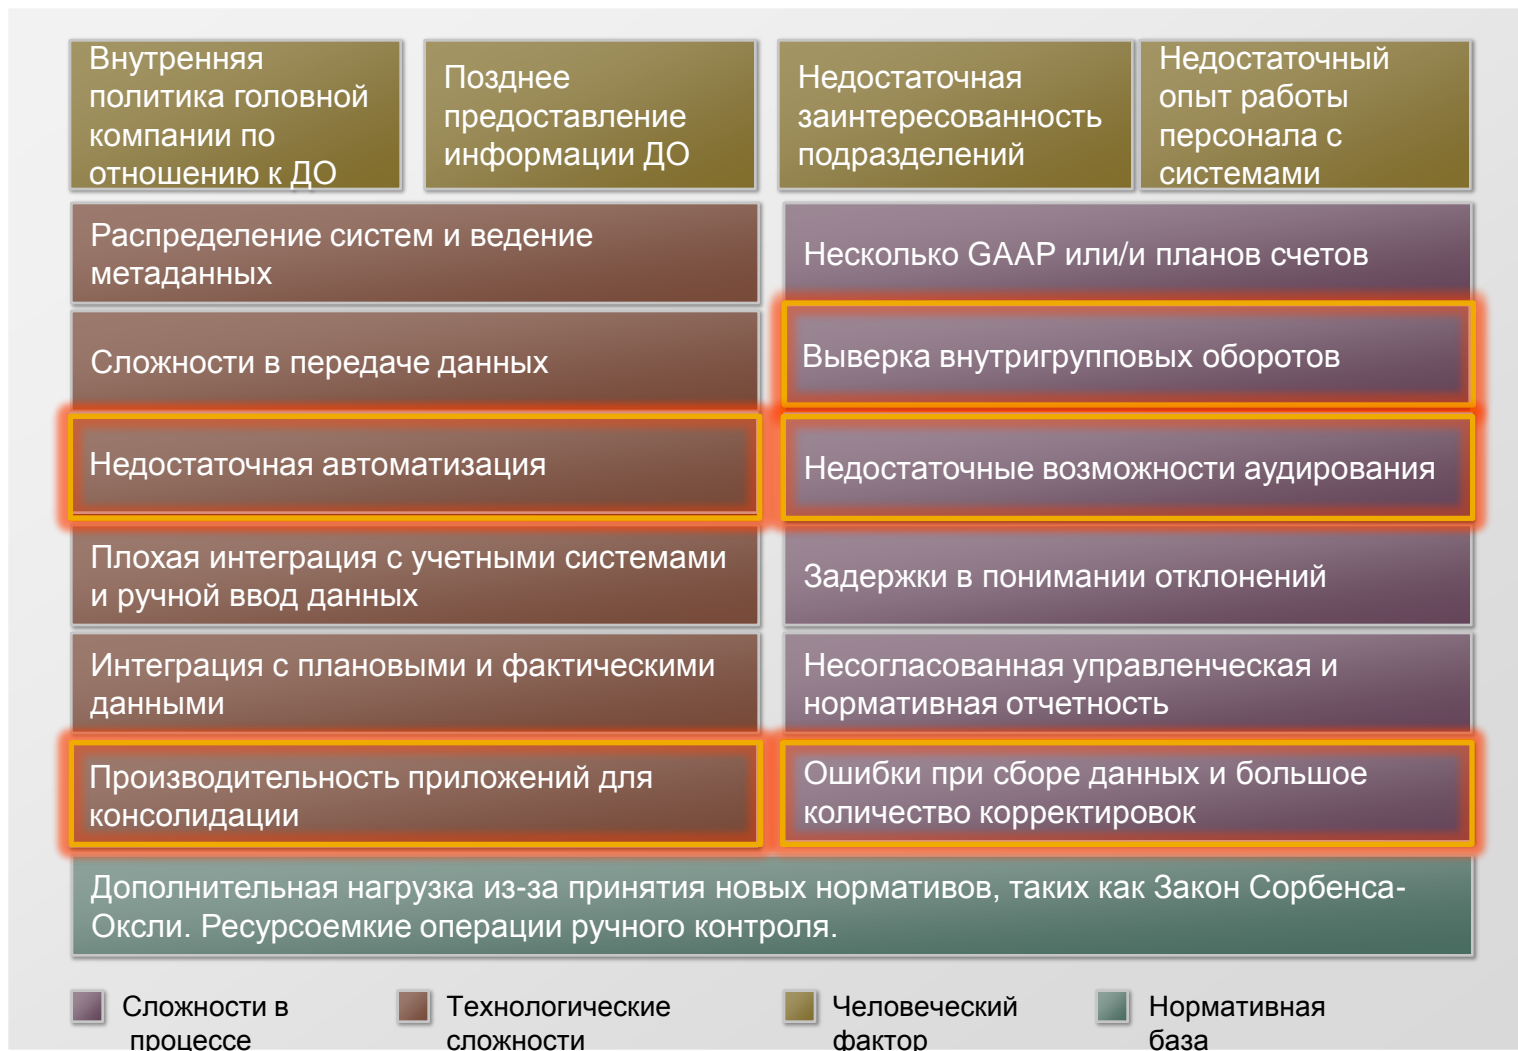 Внутренняя
политика головной
компании по
отношению к ДО
Позднее
предоставление
информации ДО
Недостаточная
заинтересованность
подразделений
Недостаточный
опыт работы
персонала с
системами
Распределение систем и ведение
метаданных
Несколько GAAP или/и планов счетов
Сложности в передаче данных
Выверка внутригрупповых оборотов
Недостаточная автоматизация
Недостаточные возможности аудирования
Плохая интеграция с учетными системами
и ручной ввод данных
Задержки в понимании отклонений
Интеграция с плановыми и фактическими
данными
Несогласованная управленческая и
нормативная отчетность
Производительность приложений для
консолидации
Ошибки при сборе данных и большое
количество корректировок
Дополнительная нагрузка из-за принятия новых нормативов, таких как Закон Сорбенса-
Оксли. Ресурсоемкие операции ручного контроля.
Сложности в
процессе
Технологические
сложности
Человеческий
фактор
Нормативная
база